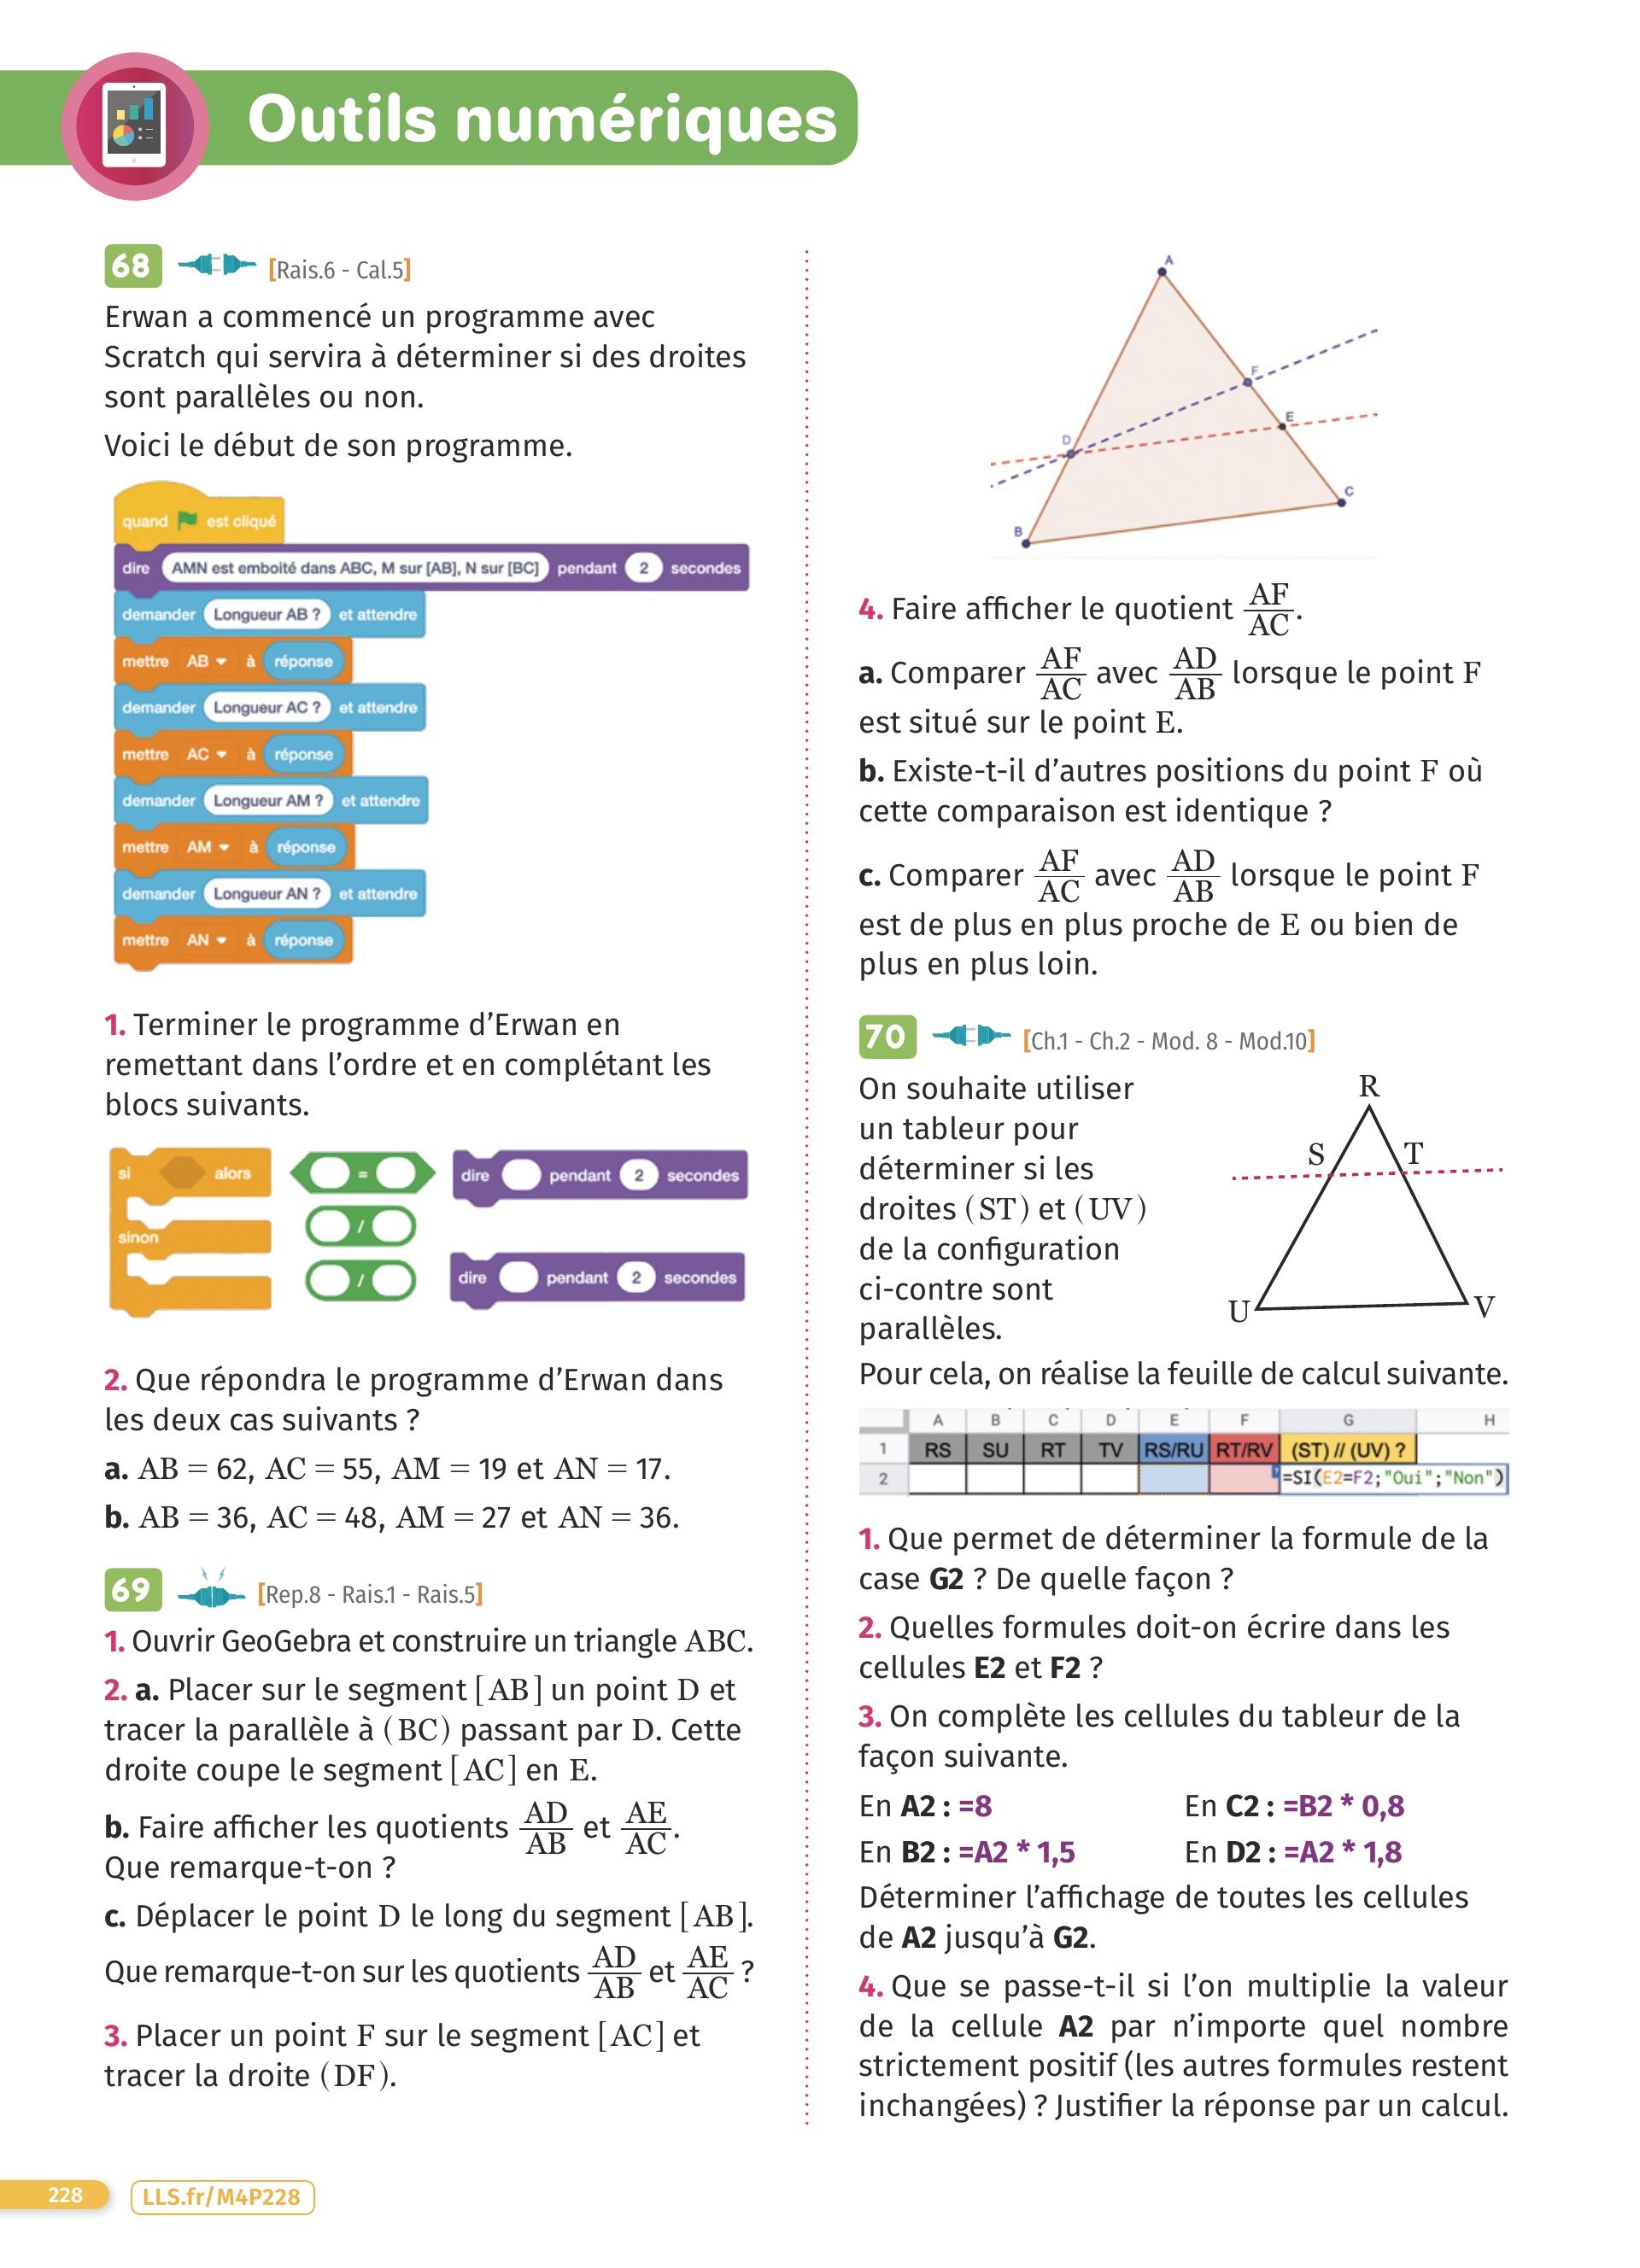 Outils numériques
68 [Rais.6 - Cal.5]
Erwan a commencé un programme avec
Scratch qui servira à déterminer si des droites
sont parallèles ou non.
Voici le début de son programme.
quand est cliqué
dire AMN est emboité dans ABC, M sur [AB], N sur [BC] pendant 2 secondes
demander Longueur AB ? et attendre
mettre AB à réponse
demander Longueur AC ? et attendre
mettre AC à réponse
demander Longueur AM ? et attendre
mettre AM à réponse
demander Longueur AN ? et attendre
mettre AN à réponse
1. Terminer le programme d'Erwan en
remettant dans l'ordre et en complétant les
blocs suivants.
si alors
sinon
=
/
/
dire pendant 2 secondes
dire pendant 2 secondes
2. Que répondra le programme d'Erwan dans
les deux cas suivants ?
a. AB = 62, AC = 55, AM = 19 et AN = 17.
b. AB = 36, AC = 48, AM = 27 et AN = 36.
69 [Rep.8 - Rais.1 - Rais.5]
1. Ouvrir GeoGebra et construire un triangle ABC.
2. a. Placer sur le segment [AB] un point D et
tracer la parallèle à (BC) passant par D. Cette
droite coupe le segment [AC] en E.
b. Faire afficher les quotients AD/AB et AE/AC.
Que remarque-t-on ?
c. Déplacer le point D le long du segment [AB].
Que remarque-t-on sur les quotients AD/AB et AE/AC ?
3. Placer un point F sur le segment [AC] et
tracer la droite (DF).
A
F
E
D
C
B
4. Faire afficher le quotient AF/AC.
a. Comparer AF/AC avec AD/AB lorsque le point F
est situé sur le point E.
b. Existe-t-il d'autres positions du point F où
cette comparaison est identique ?
c. Comparer AF/AC avec AD/AB lorsque le point F
est de plus en plus proche de E ou bien de
plus en plus loin.
70 [Ch.1 - Ch.2 - Mod. 8 - Mod.10]
On souhaite utiliser
un tableur pour
déterminer si les
droites (ST) et (UV)
de la configuration
ci-contre sont
parallèles.
R
S T
U V
Pour cela, on réalise la feuille de calcul suivante.
A B C D E F G H
1 RS SU RT TV RS/RU RT/RV (ST) // (UV) ?
2 =SI(E2=F2;"Oui";"Non")
1. Que permet de déterminer la formule de la
case G2 ? De quelle façon ?
2. Quelles formules doit-on écrire dans les
cellules E2 et F2 ?
3. On complète les cellules du tableur de la
façon suivante.
En A2 : =8 En C2 : =B2 * 0,8
En B2 : =A2 * 1,5 En D2 : =A2 * 1,8
Déterminer l'affichage de toutes les cellules
de A2 jusqu'à G2.
4. Que se passe-t-il si l'on multiplie la valeur
de la cellule A2 par n'importe quel nombre
strictement positif (les autres formules restent
inchangées) ? Justifier la réponse par un calcul.
228 LLS.fr/M4P228